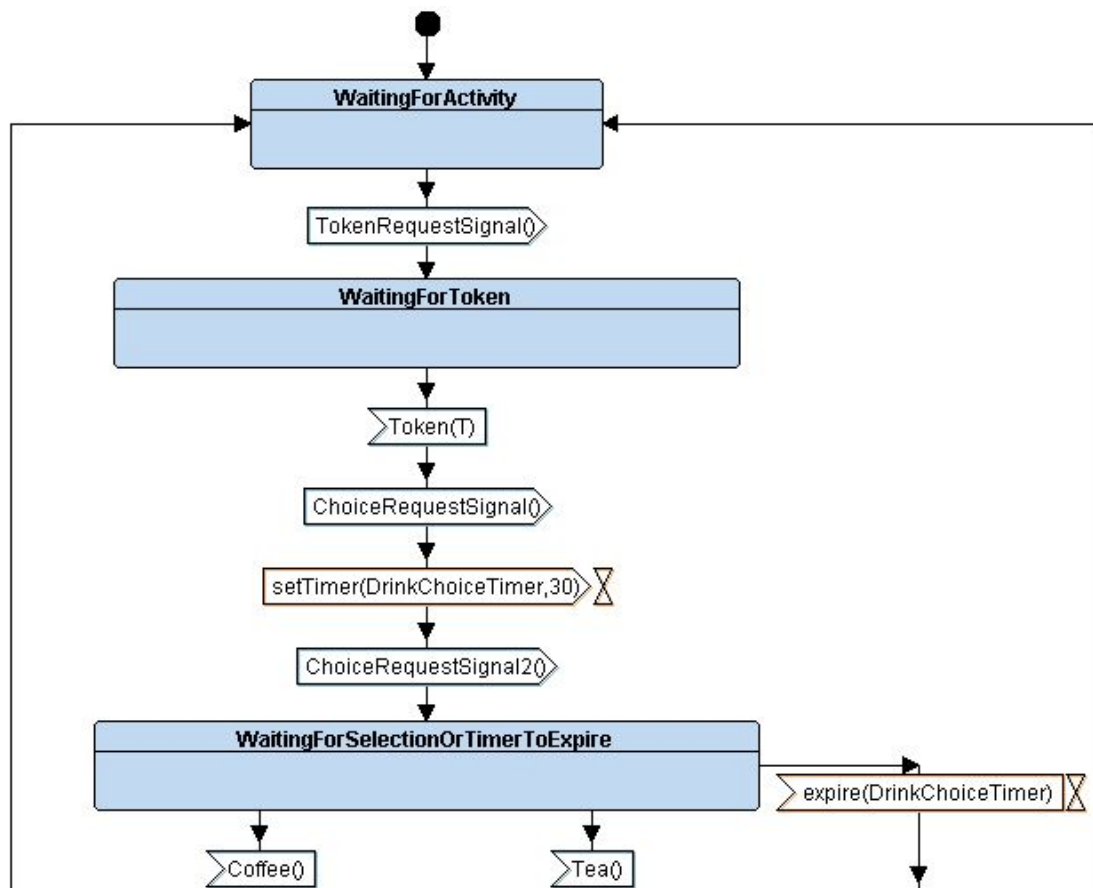 WaitingForActivity
TokenRequestSignal()
WaitingForToken
Token(T)
ChoiceRequestSignal()
setTimer(DrinkChoiceTimer,30)
ChoiceRequestSignal2()
WaitingForSelectionOrTimerToExpire
expire(DrinkChoiceTimer)
Coffee()
Tea()